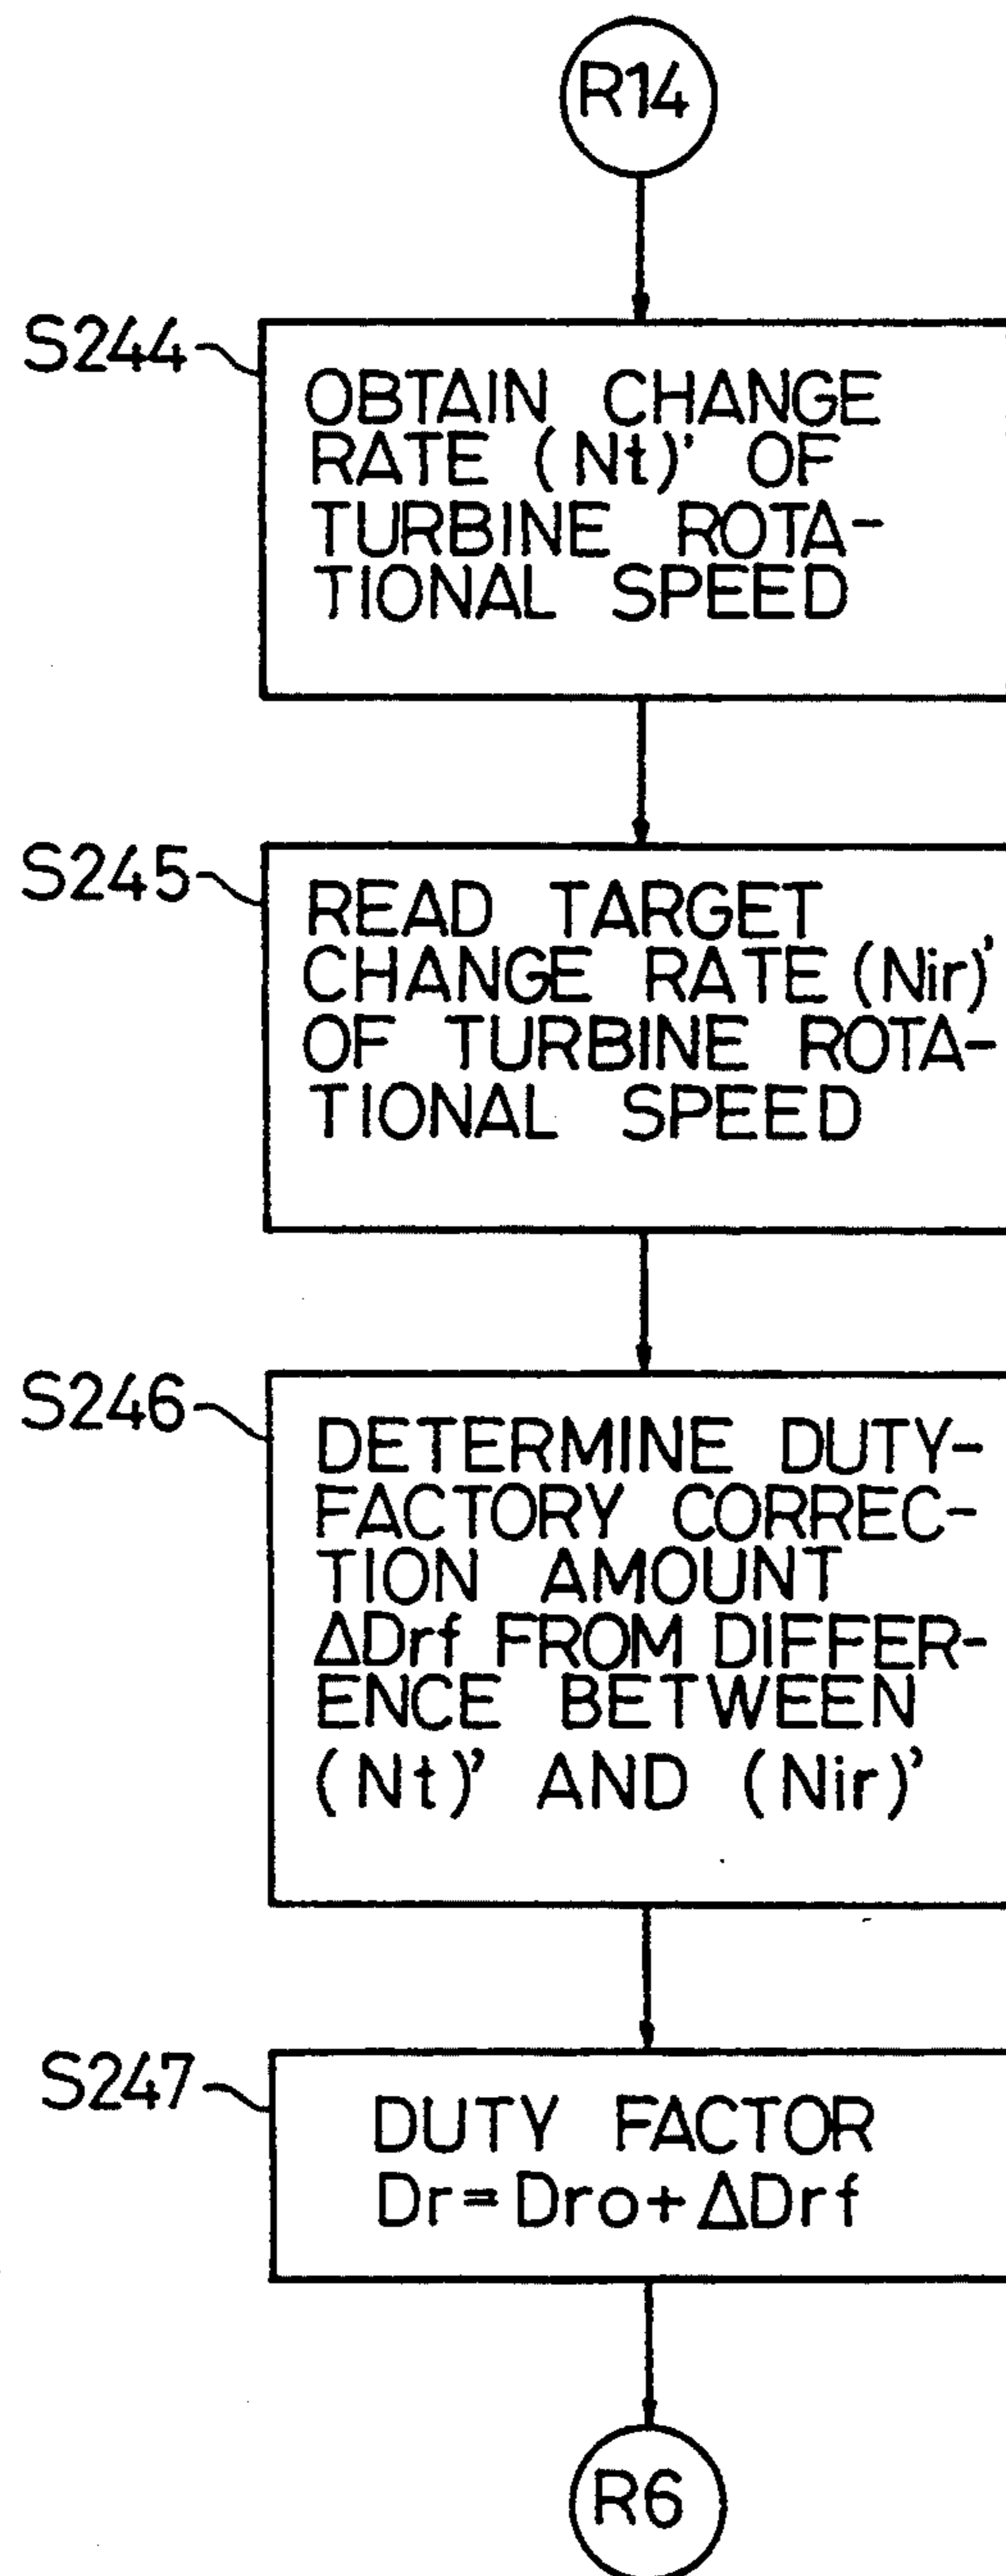 R14
S244
OBTAIN CHANGE
RATE (Nt)' OF
TURBINE ROTA-
TIONAL SPEED
S245
READ TARGET
CHANGE RATE (Nir)'
OF TURBINE ROTA-
TIONAL SPEED
S246
DETERMINE DUTY-
FACTORY CORREC-
TION AMOUNT
ΔDrf FROM DIFFER-
ENCE BETWEEN
(Nt)' AND (Nir)'
S247
DUTY FACTOR
Dr=Dro+ΔDrf
R6